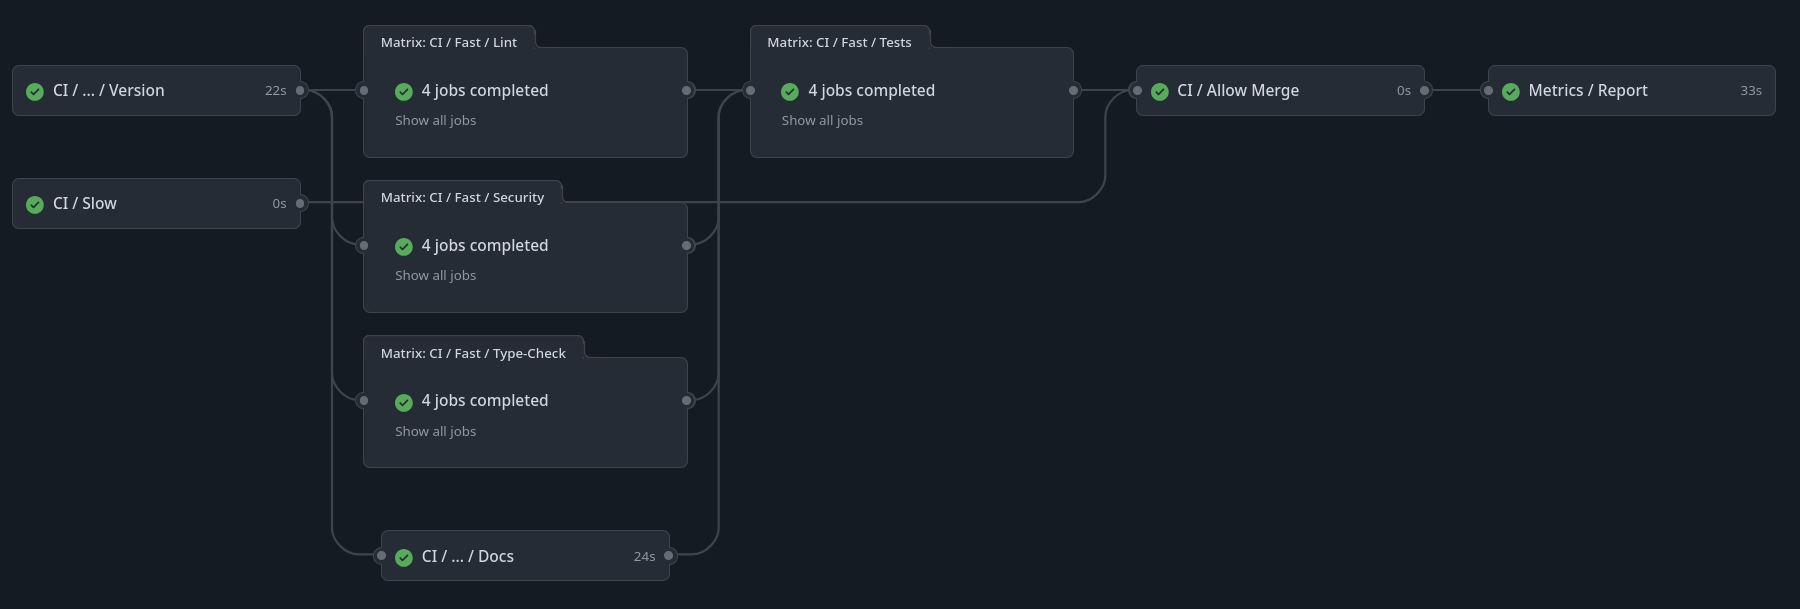 Matrix: CI / Fast / Lint
Matrix: CI / Fast / Tests
CI / ... / Version 22s
4 jobs completed
Show all jobs
4 jobs completed
Show all jobs
CI / Allow Merge 0s
Metrics / Report 33s
CI / Slow 0s
Matrix: CI / Fast / Security
4 jobs completed
Show all jobs
Matrix: CI / Fast / Type-Check
4 jobs completed
Show all jobs
CI / ... / Docs 24s